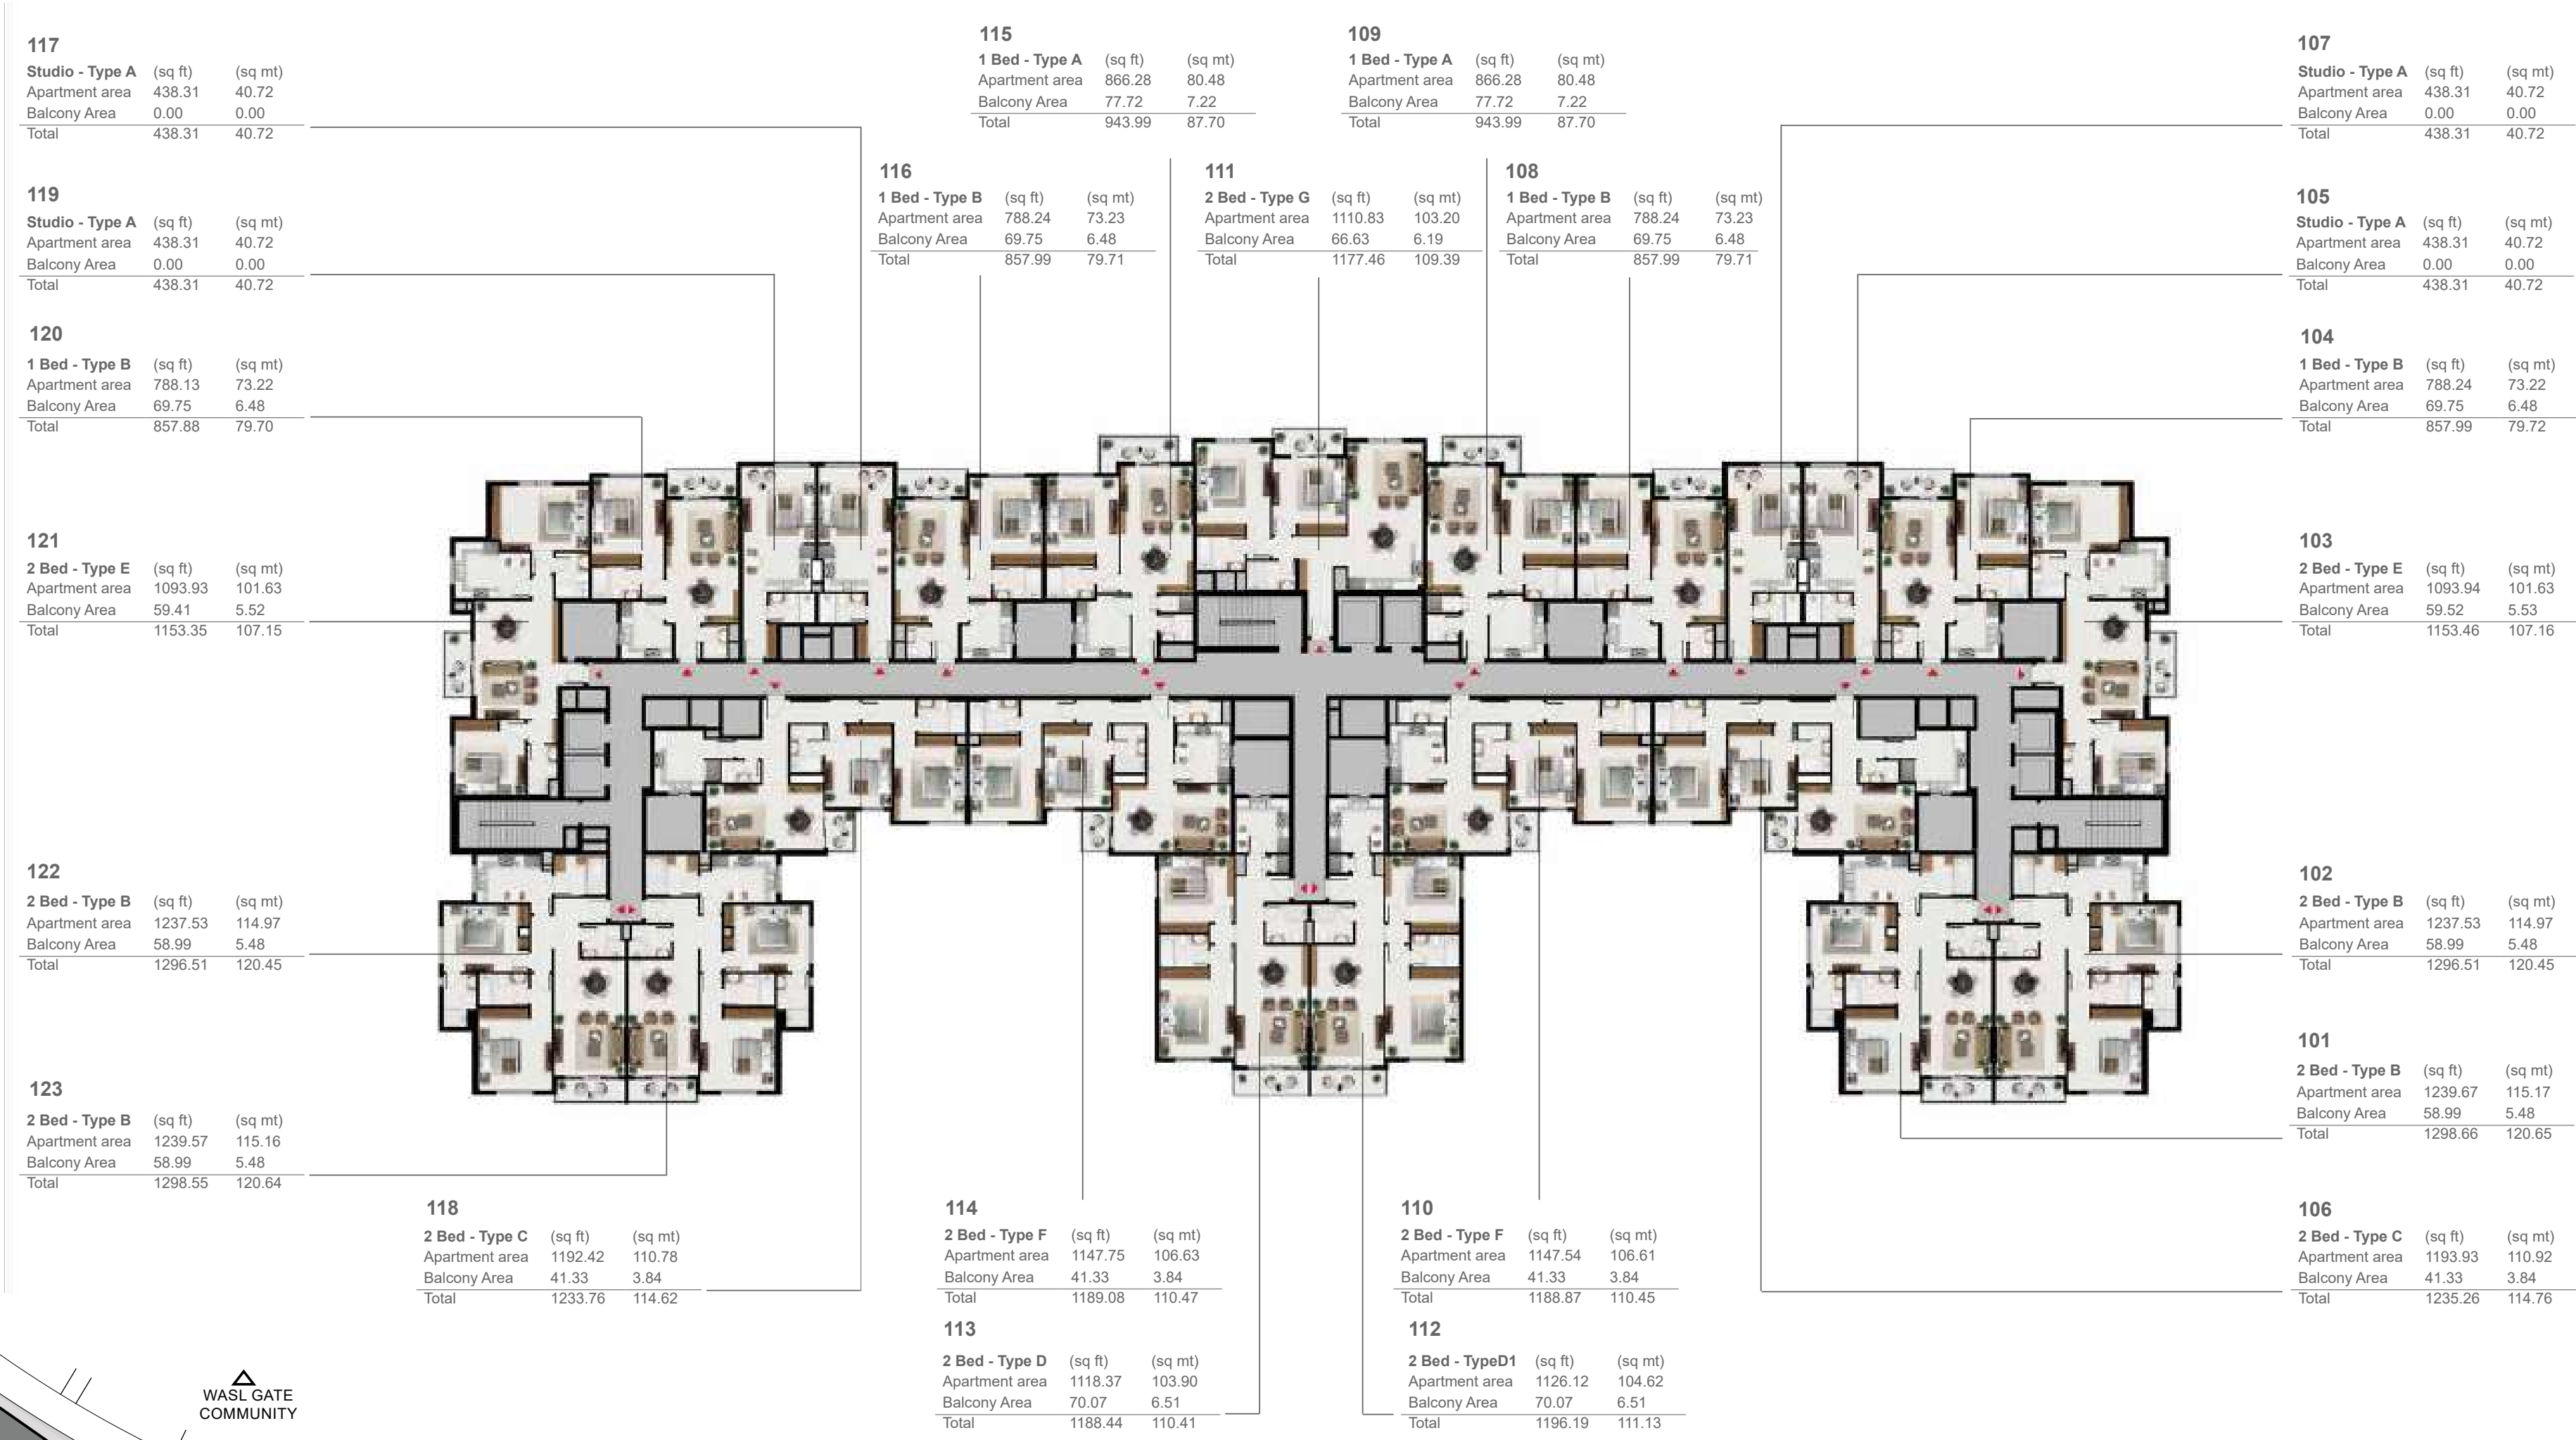 117
Studio - Type A (sq ft) (sq mt)
Apartment area 438.31 40.72
Balcony Area 0.00 0.00
Total 438.31 40.72
119
Studio - Type A (sq ft) (sq mt)
Apartment area 438.31 40.72
Balcony Area 0.00 0.00
Total 438.31 40.72
120
1 Bed - Type B (sq ft) (sq mt)
Apartment area 788.13 73.22
Balcony Area 69.75 6.48
Total 857.88 79.70
121
2 Bed - Type E (sq ft) (sq mt)
Apartment area 1093.93 101.63
Balcony Area 59.41 5.52
Total 1153.35 107.15
122
2 Bed - Type B (sq ft) (sq mt)
Apartment area 1237.53 114.97
Balcony Area 58.99 5.48
Total 1296.51 120.45
123
2 Bed - Type B (sq ft) (sq mt)
Apartment area 1239.57 115.16
Balcony Area 58.99 5.48
Total 1298.55 120.64
115
1 Bed - Type A (sq ft) (sq mt)
Apartment area 866.28 80.48
Balcony Area 77.72 7.22
Total 943.99 87.70
109
1 Bed - Type A (sq ft) (sq mt)
Apartment area 866.28 80.48
Balcony Area 77.72 7.22
Total 943.99 87.70
116
1 Bed - Type B (sq ft) (sq mt)
Apartment area 788.24 73.23
Balcony Area 69.75 6.48
Total 857.99 79.71
111
2 Bed - Type G (sq ft) (sq mt)
Apartment area 1110.83 103.20
Balcony Area 66.63 6.19
Total 1177.46 109.39
108
1 Bed - Type B (sq ft) (sq mt)
Apartment area 788.24 73.23
Balcony Area 69.75 6.48
Total 857.99 79.71
107
Studio - Type A (sq ft) (sq mt)
Apartment area 438.31 40.72
Balcony Area 0.00 0.00
Total 438.31 40.72
105
Studio - Type A (sq ft) (sq mt)
Apartment area 438.31 40.72
Balcony Area 0.00 0.00
Total 438.31 40.72
104
1 Bed - Type B (sq ft) (sq mt)
Apartment area 788.24 73.22
Balcony Area 69.75 6.48
Total 857.99 79.72
103
2 Bed - Type E (sq ft) (sq mt)
Apartment area 1093.94 101.63
Balcony Area 59.52 5.53
Total 1153.46 107.16
102
2 Bed - Type B (sq ft) (sq mt)
Apartment area 1237.53 114.97
Balcony Area 58.99 5.48
Total 1296.51 120.45
101
2 Bed - Type B (sq ft) (sq mt)
Apartment area 1239.67 115.17
Balcony Area 58.99 5.48
Total 1298.66 120.65
118
2 Bed - Type C (sq ft) (sq mt)
Apartment area 1192.42 110.78
Balcony Area 41.33 3.84
Total 1233.76 114.62
114
2 Bed - Type F (sq ft) (sq mt)
Apartment area 1147.75 106.63
Balcony Area 41.33 3.84
Total 1189.08 110.47
110
2 Bed - Type F (sq ft) (sq mt)
Apartment area 1147.54 106.61
Balcony Area 41.33 3.84
Total 1188.87 110.45
106
2 Bed - Type C (sq ft) (sq mt)
Apartment area 1193.93 110.92
Balcony Area 41.33 3.84
Total 1235.26 114.76
113
2 Bed - Type D (sq ft) (sq mt)
Apartment area 1118.37 103.90
Balcony Area 70.07 6.51
Total 1188.44 110.41
112
2 Bed - TypeD1 (sq ft) (sq mt)
Apartment area 1126.12 104.62
Balcony Area 70.07 6.51
Total 1196.19 111.13
WASL GATE
COMMUNITY